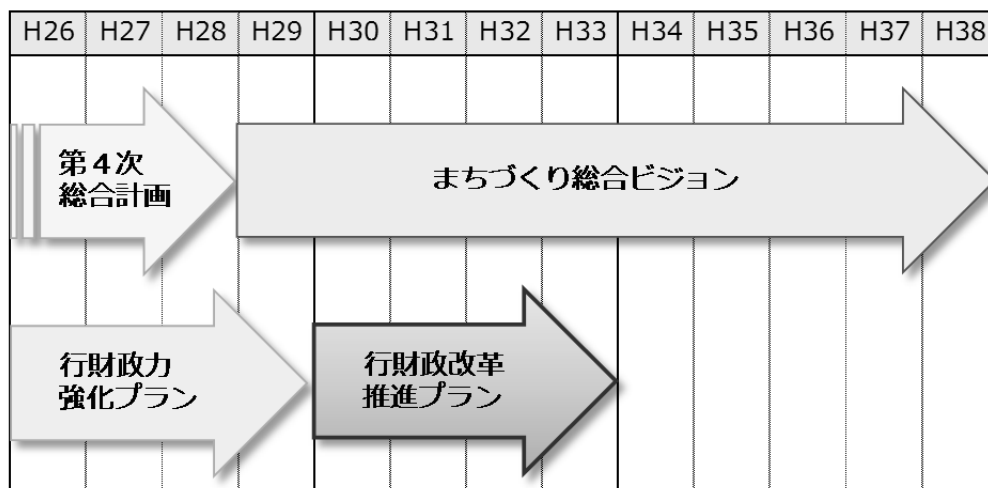 H26 H27 H28 H29 H30 H31 H32 H33 H34 H35 H36 H37 H38
第４次
総合計画
まちづくり総合ビジョン
行財政力
強化プラン
行財政改革
推進プラン